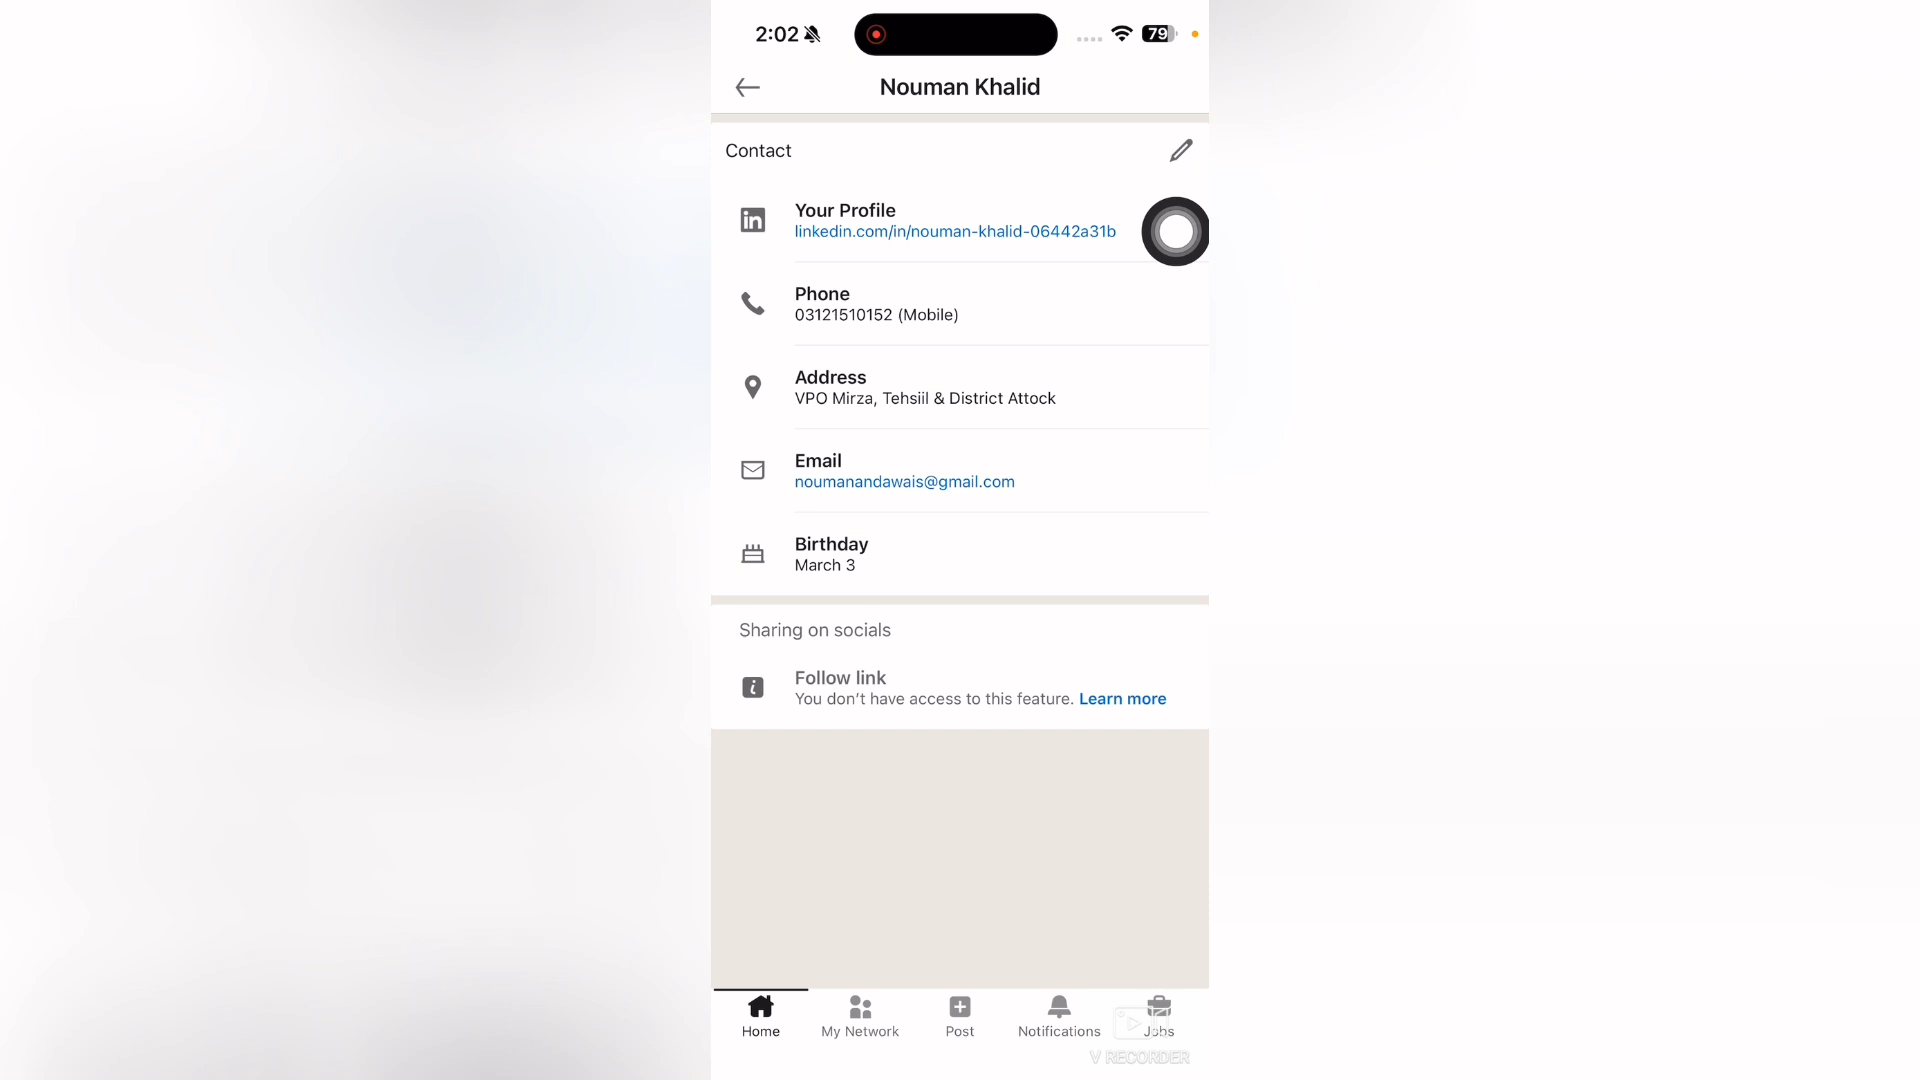 2:02
79
Nouman Khalid
Contact
in
Your Profile
linkedin.com/in/nouman-khalid-06442a31b
Phone
03121510152 (Mobile)
Address
VPO Mirza, Tehsiil & District Attock
Email
noumanandawais@gmail.com
Birthday
March 3
Sharing on socials
Follow link
You don't have access to this feature. Learn more
Home
My Network
Post
Notifications
Jobs
V RECORDER